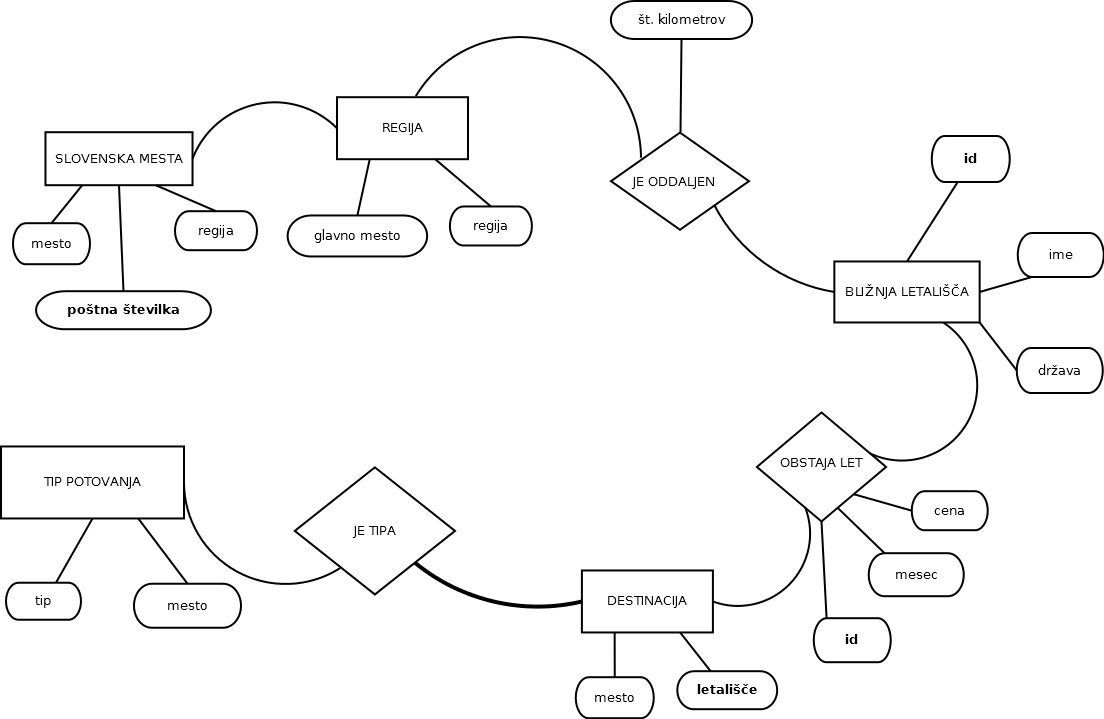 št. kilometrov
REGIJA
SLOVENSKA MESTA
id
JE ODDALJEN
regija
regija
glavno mesto
mesto
ime
BLIŽNJA LETALIŠČA
poštna številka
država
OBSTAJA LET
TIP POTOVANJA
cena
JE TIPA
mesec
tip
mesto
DESTINACIJA
id
mesto
letališče